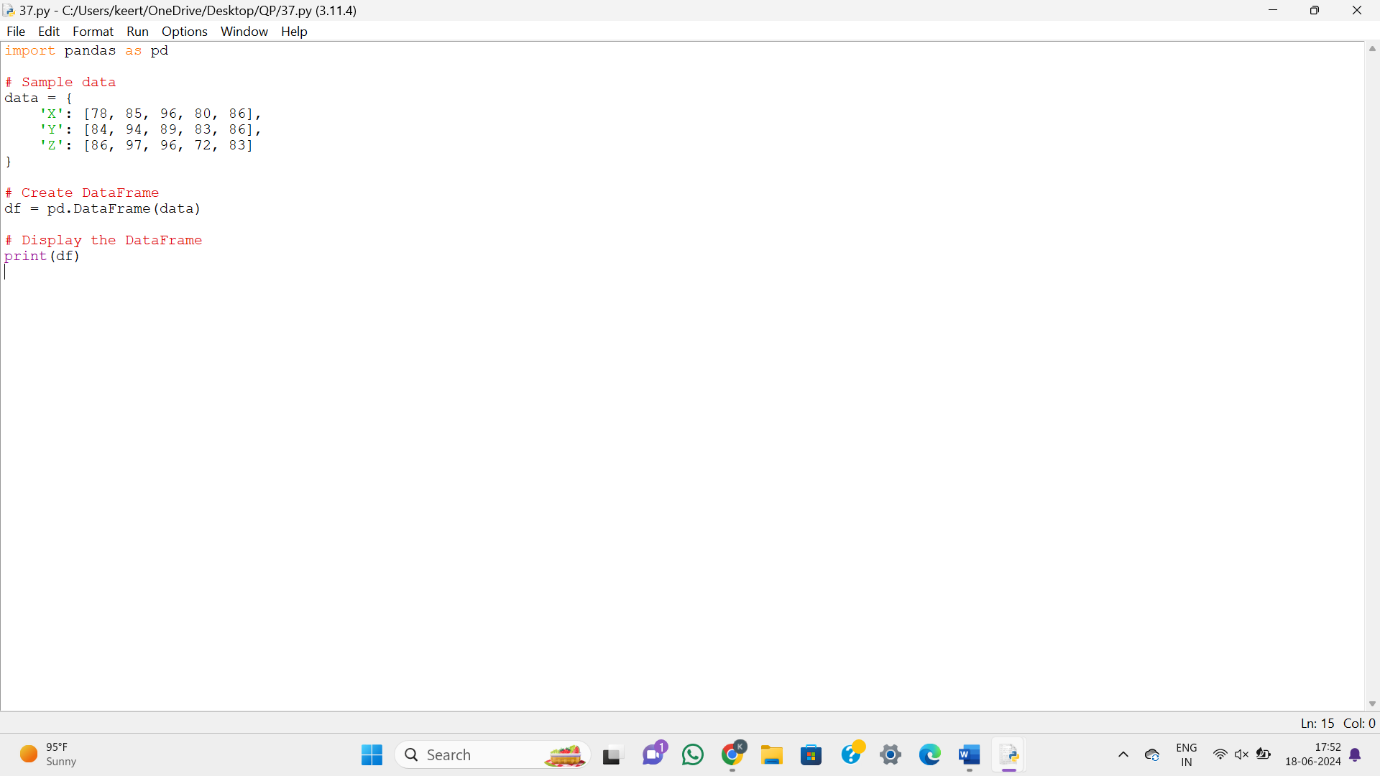 37.py - C:/Users/keert/OneDrive/Desktop/QP/37.py (3.11.4)
File Edit Format Run Options Window Help
import pandas as pd
# Sample data
data = {
    'X': [78, 85, 96, 80, 86],
    'Y': [84, 94, 89, 83, 86],
    'Z': [86, 97, 96, 72, 83]
}
# Create DataFrame
df = pd.DataFrame(data)
# Display the DataFrame
print(df)
Ln: 15 Col: 0
95°F
Sunny
Search
1
K
ENG
IN
17:52
18-06-2024